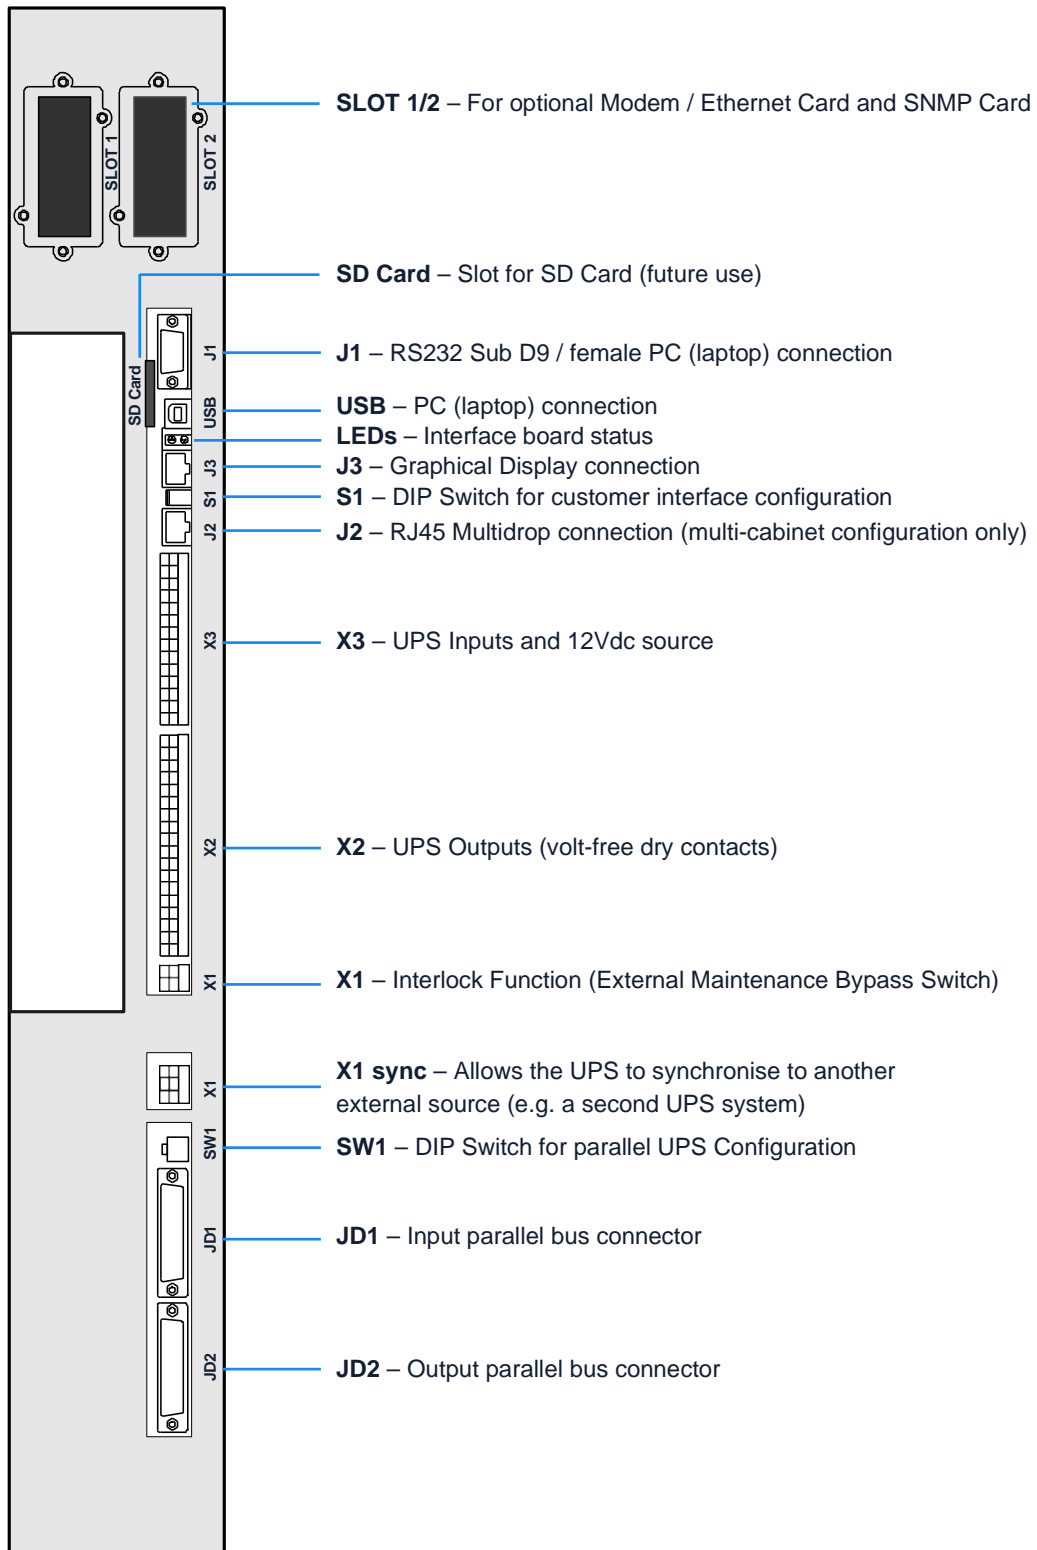 SLOT 1
SLOT 2
SLOT 1/2 – For optional Modem / Ethernet Card and SNMP Card
SD Card – Slot for SD Card (future use)
SD Card
J1
J1 – RS232 Sub D9 / female PC (laptop) connection
USB
USB – PC (laptop) connection
LEDs – Interface board status
J3
J3 – Graphical Display connection
S1
S1 – DIP Switch for customer interface configuration
J2
J2 – RJ45 Multidrop connection (multi-cabinet configuration only)
X3
X3 – UPS Inputs and 12Vdc source
X2
X2 – UPS Outputs (volt-free dry contacts)
X1
X1 – Interlock Function (External Maintenance Bypass Switch)
X1
X1 sync – Allows the UPS to synchronise to another
external source (e.g. a second UPS system)
SW1
SW1 – DIP Switch for parallel UPS Configuration
JD1
JD1 – Input parallel bus connector
JD2
JD2 – Output parallel bus connector